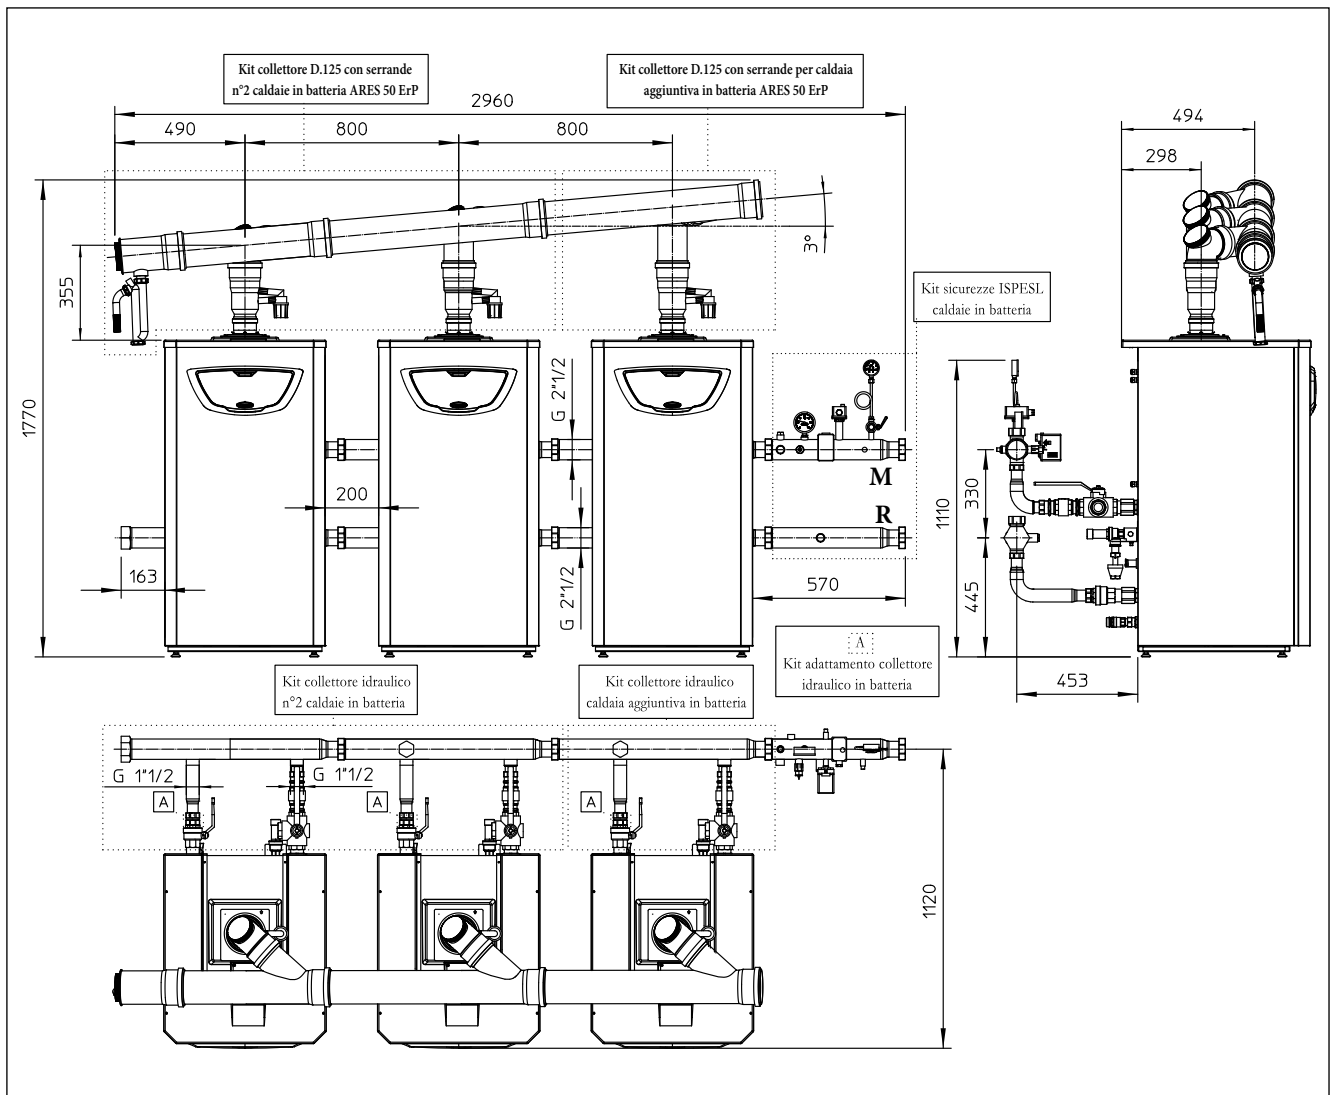 Kit collettore D.125 con serrande
n°2 caldaie in batteria ARES 50 ErP
Kit collettore D.125 con serrande per caldaia
aggiuntiva in batteria ARES 50 ErP
2960
490
800
800
494
298
3°
355
Kit sicurezze ISPESL
caldaie in batteria
1770
G 2"1/2
M
R
200
163
G 2"1/2
570
1110
330
445
453
A
Kit adattamento collettore
idraulico in batteria
Kit collettore idraulico
n°2 caldaie in batteria
Kit collettore idraulico
caldaia aggiuntiva in batteria
G 1"1/2
G 1"1/2
A
A
A
1120